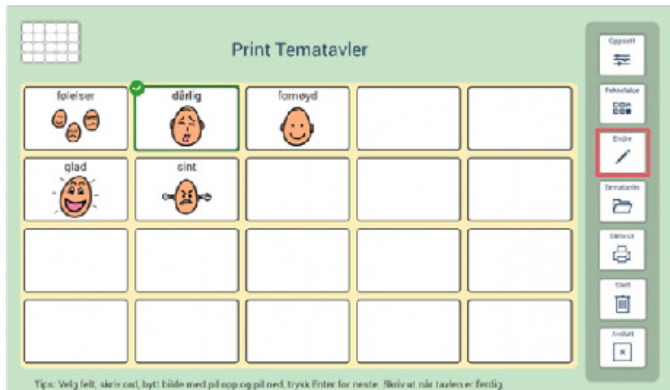 Print Tematavler
Oppsett
følelser
dårlig
fornøyd
Rekkefølge
Endre
glad
sint
Tematavler
Skriv ut
Slett
Avslutt
Tips: Velg felt, skriv ord, bytt bilde med pil opp og pil ned, trykk Enter for neste. Skriv ut når tavlen er ferdig.